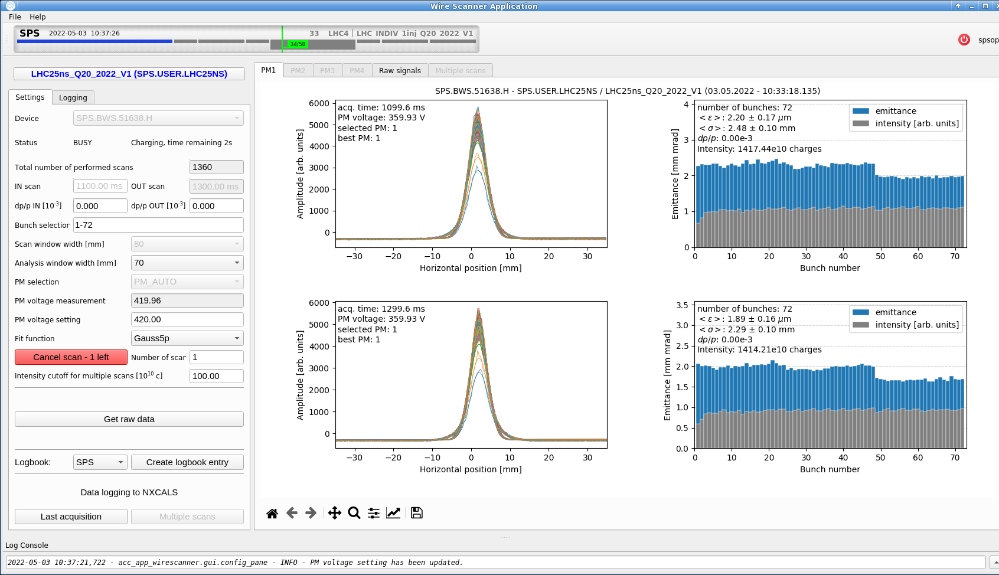 Wire Scanner Application
File Help
SPS 2022-05-03 10:37:26 33 LHC4 | LHC INDIV 1inj Q20 2022 V1
34/58
spsop
LHC25ns_Q20_2022_V1 (SPS.USER.LHC25NS)
Settings Logging
Device SPS.BWS.51638.H
Status BUSY Charging, time remaining 2s
Total number of performed scans 1360
IN scan 1100.00 ms OUT scan 1300.00 ms
dp/p IN [10-3] 0.000 dp/p OUT [10-3] 0.000
Bunch selection 1-72
Scan window width [mm] 80
Analysis window width [mm] 70
PM selection PM_AUTO
PM voltage measurement 419.96
PM voltage setting 420.00
Fit function Gauss5p
Cancel scan - 1 left Number of scar 1
Intensity cutoff for multiple scans [1010 c] 100.00
Get raw data
Logbook: SPS Create logbook entry
Data logging to NXCALS
Last acquisition Multiple scans
PM1 PM2 PM3 PM4 Raw signals Multiple scans
SPS.BWS.51638.H - SPS.USER.LHC25NS / LHC25ns_Q20_2022_V1 (03.05.2022 - 10:33:18.135)
acq. time: 1099.6 ms
PM voltage: 359.93 V
selected PM: 1
best PM: 1
Amplitude [arb. units]
6000
5000
4000
3000
2000
1000
0
−30 −20 −10 0 10 20 30
Horizontal position [mm]
number of bunches: 72
< ε >: 2.20 ± 0.17 μm
< σ >: 2.48 ± 0.10 mm
dp/p: 0.00e-3
Intensity: 1417.44e10 charges
emittance
intensity [arb. units]
Emittance [mm mrad]
4
3
2
1
0
0 10 20 30 40 50 60 70
Bunch number
acq. time: 1299.6 ms
PM voltage: 359.93 V
selected PM: 1
best PM: 1
Amplitude [arb. units]
6000
5000
4000
3000
2000
1000
0
−30 −20 −10 0 10 20 30
Horizontal position [mm]
number of bunches: 72
< ε >: 1.89 ± 0.16 μm
< σ >: 2.29 ± 0.10 mm
dp/p: 0.00e-3
Intensity: 1414.21e10 charges
emittance
intensity [arb. units]
Emittance [mm mrad]
3.5
3.0
2.5
2.0
1.5
1.0
0.5
0.0
0 10 20 30 40 50 60 70
Bunch number
Log Console
2022-05-03 10:37:21,722 - acc_app_wirescanner.gui.config_pane - INFO - PM voltage setting has been updated.